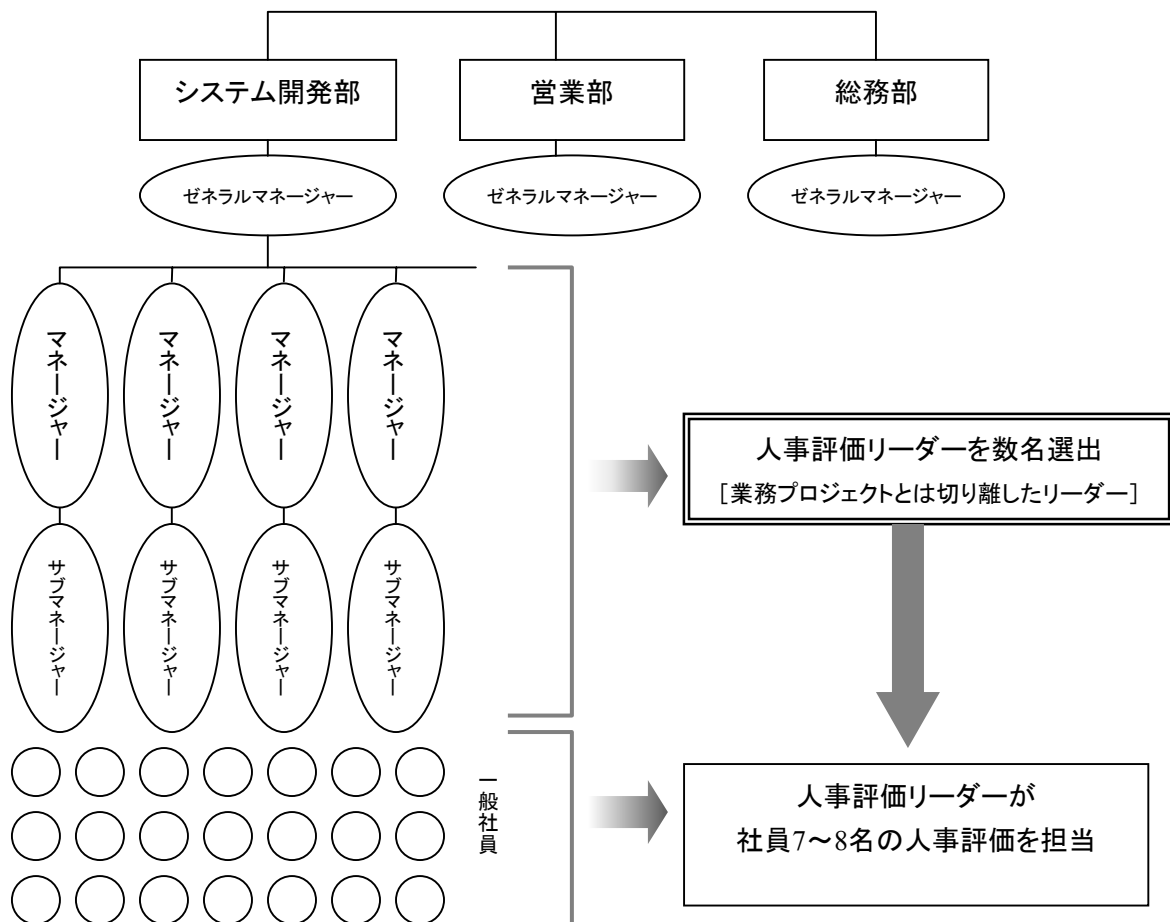 システム開発部
営業部
総務部
ゼネラルマネージャー
ゼネラルマネージャー
ゼネラルマネージャー
マネージャー
マネージャー
マネージャー
マネージャー
人事評価リーダーを数名選出
[業務プロジェクトとは切り離したリーダー]
サブマネージャー
サブマネージャー
サブマネージャー
サブマネージャー
一般社員
人事評価リーダーが
社員7～8名の人事評価を担当